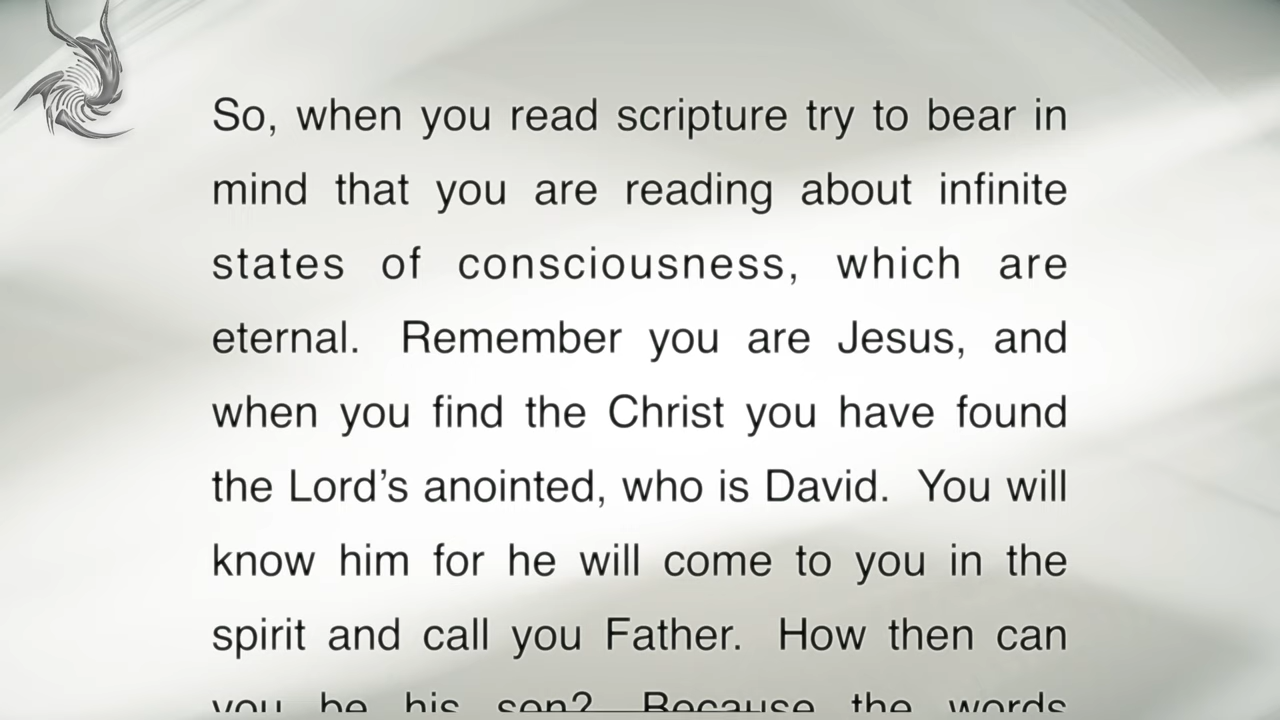 So, when you read scripture try to bear in
mind that you are reading about infinite
states of consciousness, which are
eternal.  Remember you are Jesus, and
when you find the Christ you have found
the Lord’s anointed, who is David.  You will
know him for he will come to you in the
spirit and call you Father.  How then can
you be his son?  Because the words